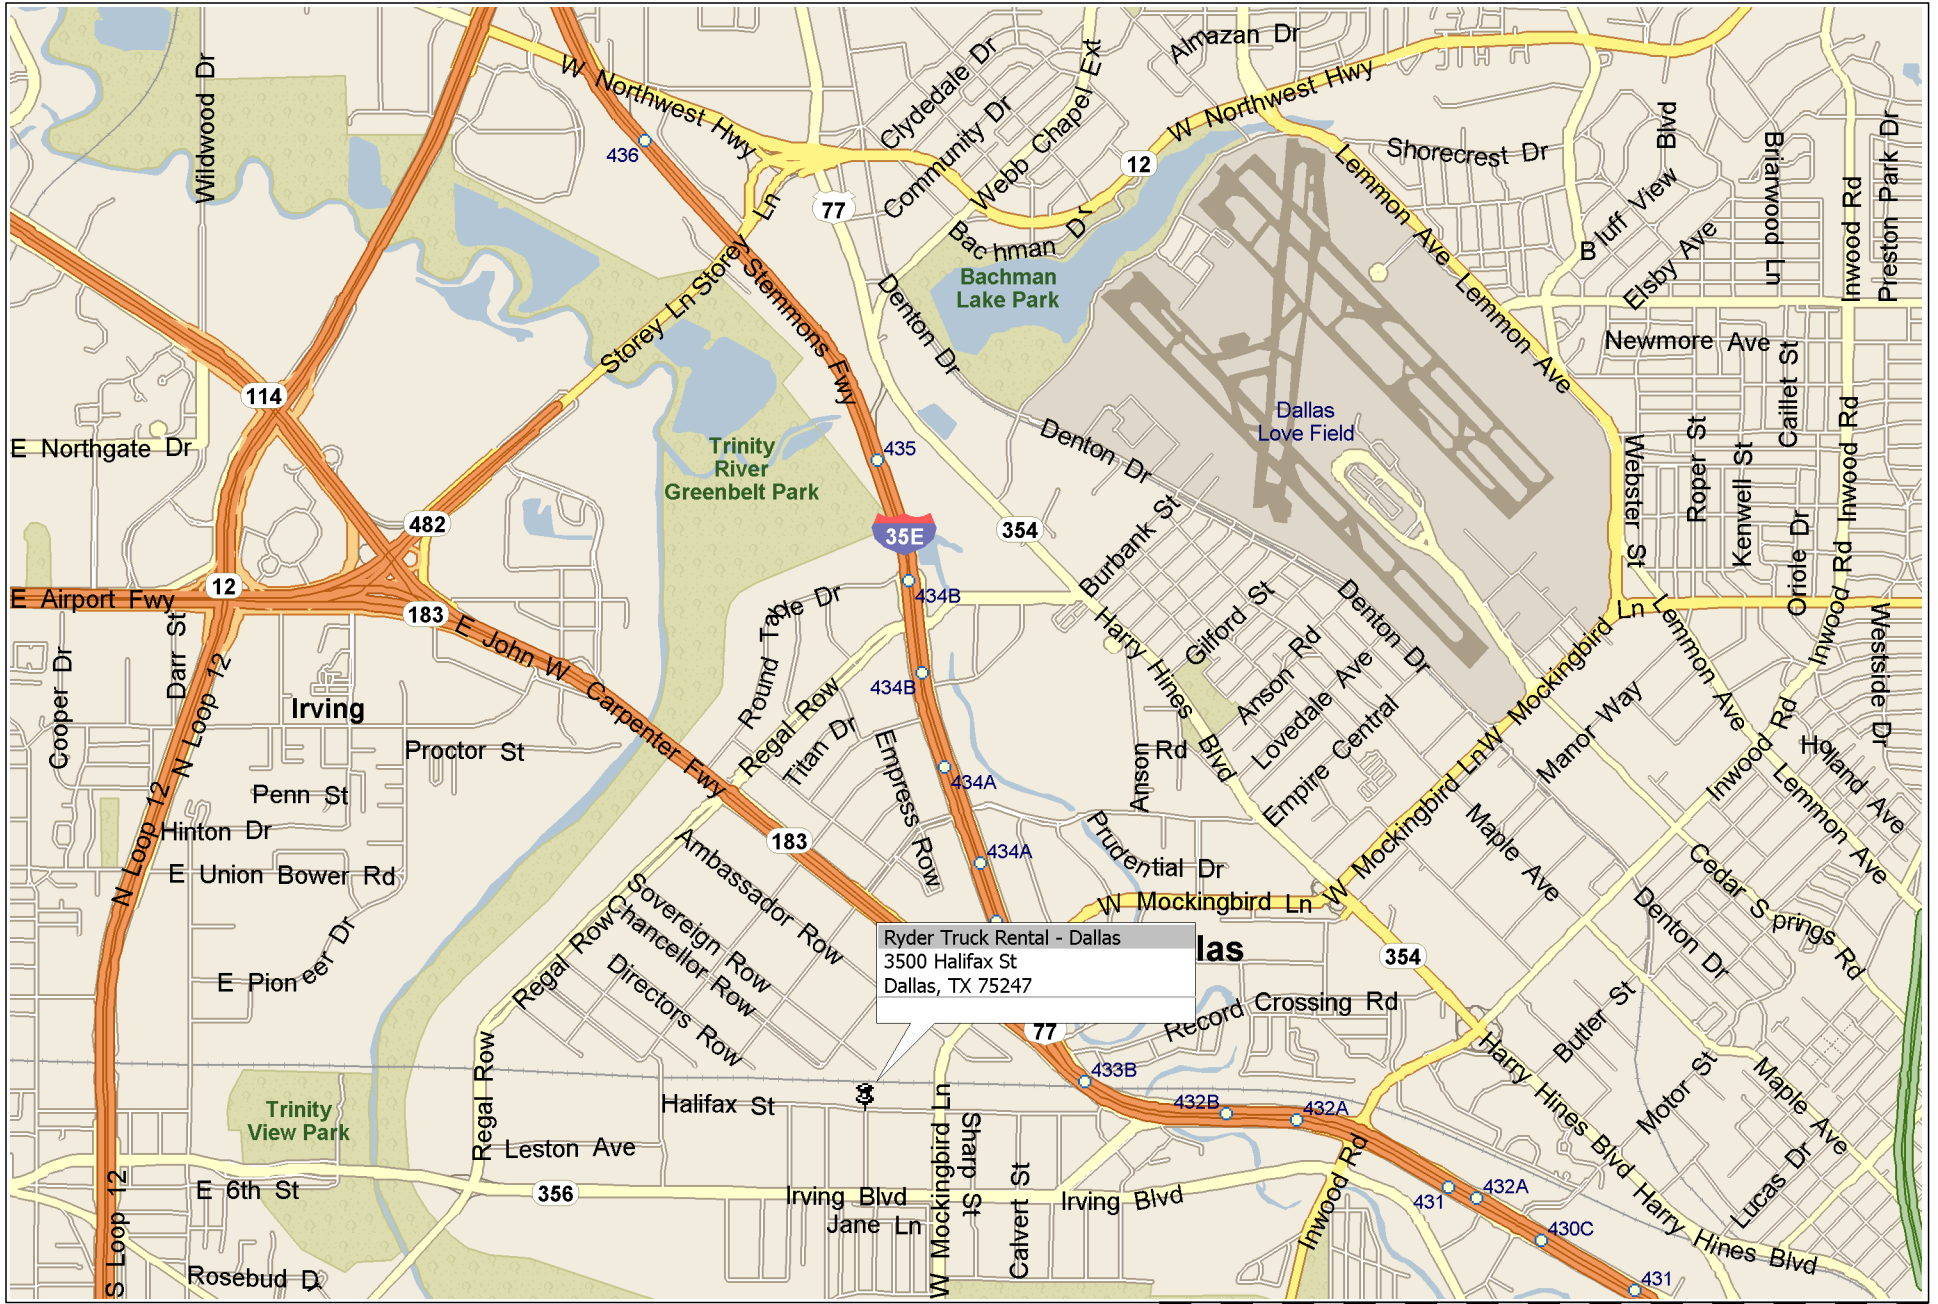 Wildwood Dr
W Northwest Hwy
436
Clydedale Dr
Community Dr
Webb Chapel Ext
Almazan Dr
W Northwest Hwy
12
77
Shorecrest Dr
Lemmon Ave
Lemmon Ave
Bluff View Blvd
Elsby Ave
Briarwood Ln
Inwood Rd
Preston Park Dr
Storey Ln
Storey Ln
Stemmons Fwy
Bachman Dr
Bachman
Lake Park
Denton Dr
Newmore Ave
Caillet St
114
E Northgate Dr
Trinity
River
Greenbelt Park
435
Denton Dr
Dallas
Love Field
Webster St
Roper St
Kenwell St
Oriole Dr
Inwood Rd
Inwood Rd
482
35E
354
Burbank St
12
E Airport Fwy
183
434B
Round Table Dr
Gilford St
Denton Dr
Ln
Lemmon Ave
Westside Dr
Darr St
Cooper Dr
N Loop 12
N Loop 12
E John W Carpenter Fwy
Irving
Proctor St
434B
Regal Row
Titan Dr
Empress Row
Harry Hines Blvd
Anson Rd
Anson Rd
Lovedale Ave
Empire Central
W Mockingbird
Manor Way
Inwood Rd
Holland Ave
Lemmon Ave
Penn St
Hinton Dr
E Union Bower Rd
E Pioneer Dr
183
434A
434A
Ambassador Row
Sovereign Row
Chancellor Row
Directors Row
Regal Row
Prudential Dr
W Mockingbird Ln
W Mockingbird Ln
Maple Ave
Cedar Springs Rd
Denton Dr
Ryder Truck Rental - Dallas
3500 Halifax St
Dallas, TX 75247
las
354
77
Record Crossing Rd
Butler St
Motor St
Harry Hines Blvd
Maple Ave
Lucas Dr
Harry Hines Blvd
433B
432B
432A
Trinity
View Park
Regal Row
Halifax St
Leston Ave
E 6th St
356
Irving Blvd
Jane Ln
W Mockingbird Ln
Sharp St
Calvert St
Irving Blvd
Inwood Rd
431
432A
430C
431
S Loop 12
Rosebud D